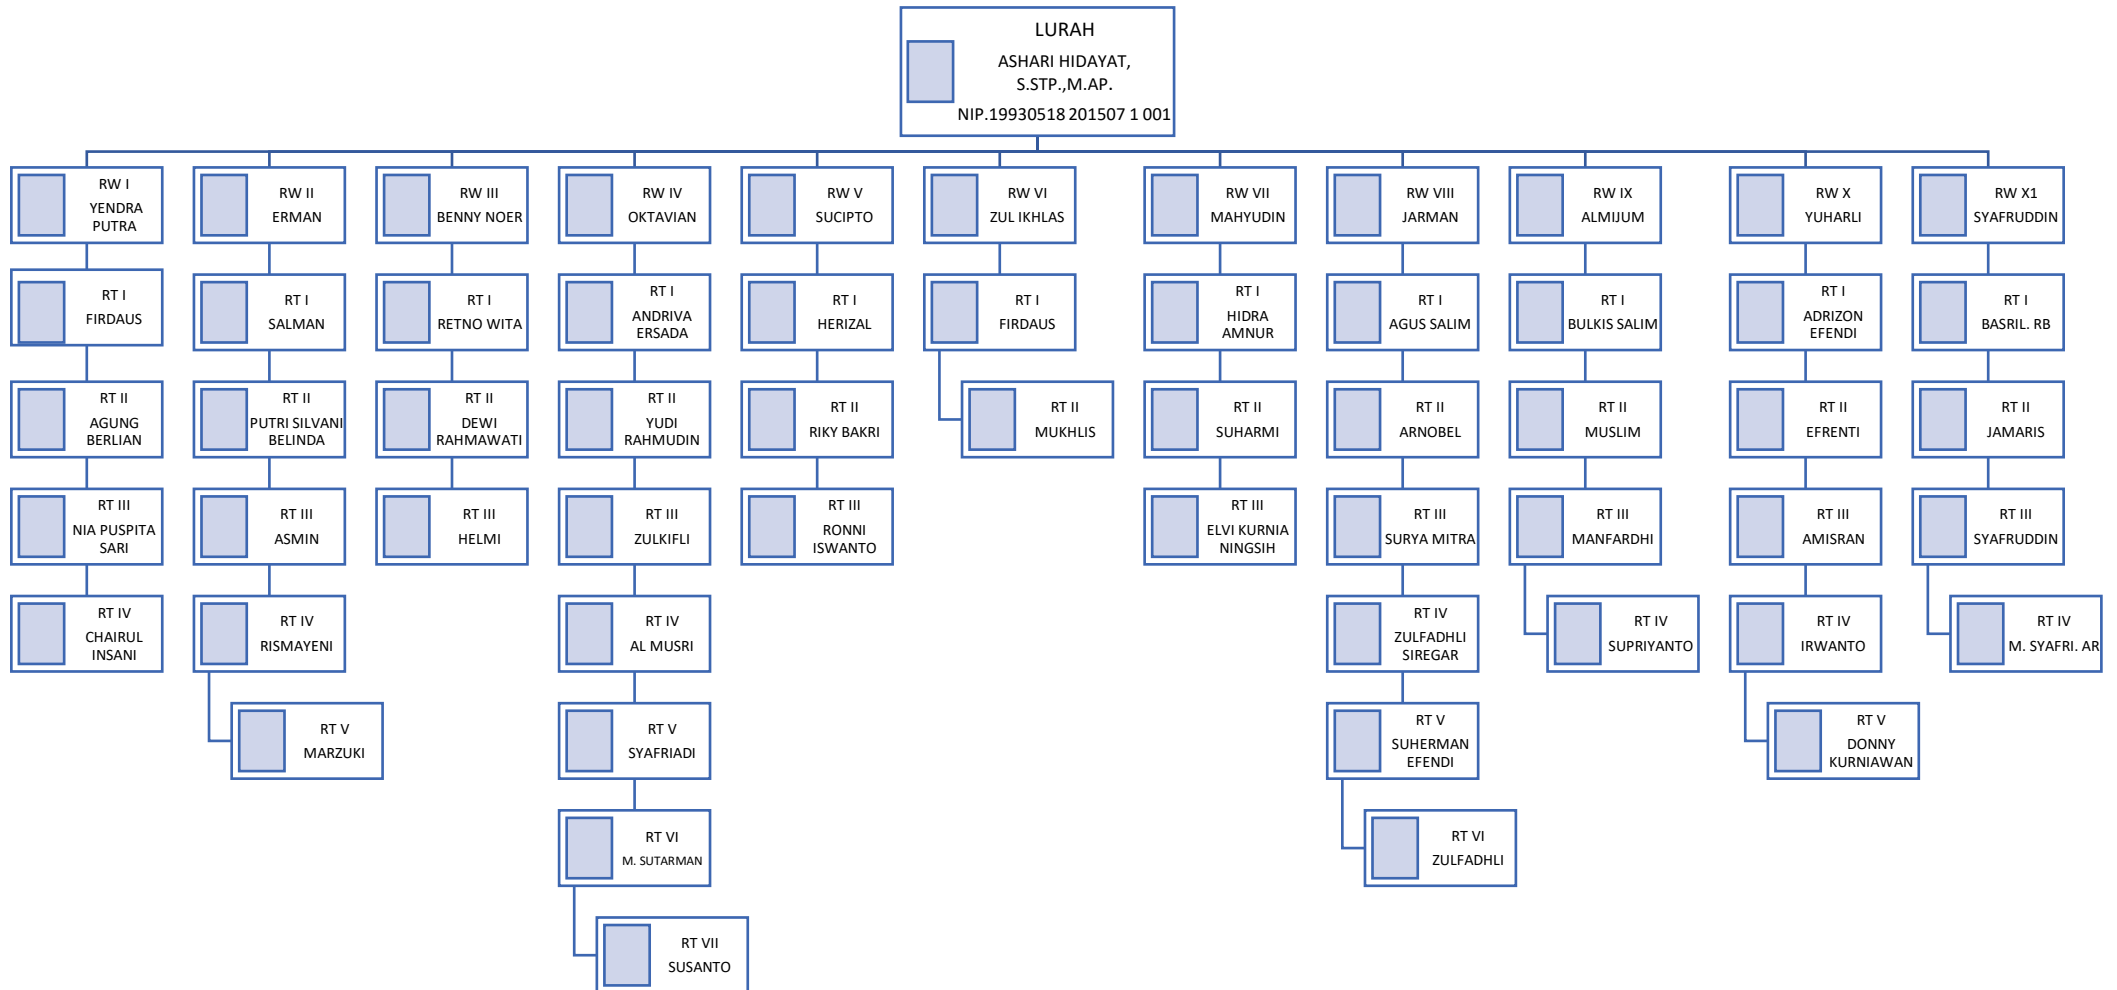 LURAH
ASHARI HIDAYAT,
S.STP.,M.AP.
NIP.19930518 201507 1 001
RW I
YENDRA
PUTRA
RT I
FIRDAUS
RT II
AGUNG
BERLIAN
RT III
NIA PUSPITA
SARI
RT IV
CHAIRUL
INSANI
RW II
ERMAN
RT I
SALMAN
RT II
PUTRI SILVANI
BELINDA
RT III
ASMIN
RT IV
RISMAYENI
RT V
MARZUKI
RW III
BENNY NOER
RT I
RETNO WITA
RT II
DEWI
RAHMAWATI
RT III
HELMI
RW IV
OKTAVIAN
RT I
ANDRIVA
ERSADA
RT II
YUDI
RAHMUDIN
RT III
ZULKIFLI
RT IV
AL MUSRI
RT V
SYAFRIADI
RT VI
M. SUTARMAN
RT VII
SUSANTO
RW V
SUCIPTO
RT I
HERIZAL
RT II
RIKY BAKRI
RT III
RONNI
ISWANTO
RW VI
ZUL IKHLAS
RT I
FIRDAUS
RT II
MUKHLIS
RW VII
MAHYUDIN
RT I
HIDRA
AMNUR
RT II
SUHARMI
RT III
ELVI KURNIA
NINGSIH
RW VIII
JARMAN
RT I
AGUS SALIM
RT II
ARNOBEL
RT III
SURYA MITRA
RT IV
ZULFADHLI
SIREGAR
RT V
SUHERMAN
EFENDI
RT VI
ZULFADHLI
RW IX
ALMIJUM
RT I
BULKIS SALIM
RT II
MUSLIM
RT III
MANFARDHI
RT IV
SUPRIYANTO
RW X
YUHARLI
RT I
ADRIZON
EFENDI
RT II
EFRENTI
RT III
AMISRAN
RT IV
IRWANTO
RT V
DONNY
KURNIAWAN
RW X1
SYAFRUDDIN
RT I
BASRIL. RB
RT II
JAMARIS
RT III
SYAFRUDDIN
RT IV
M. SYAFRI. AR